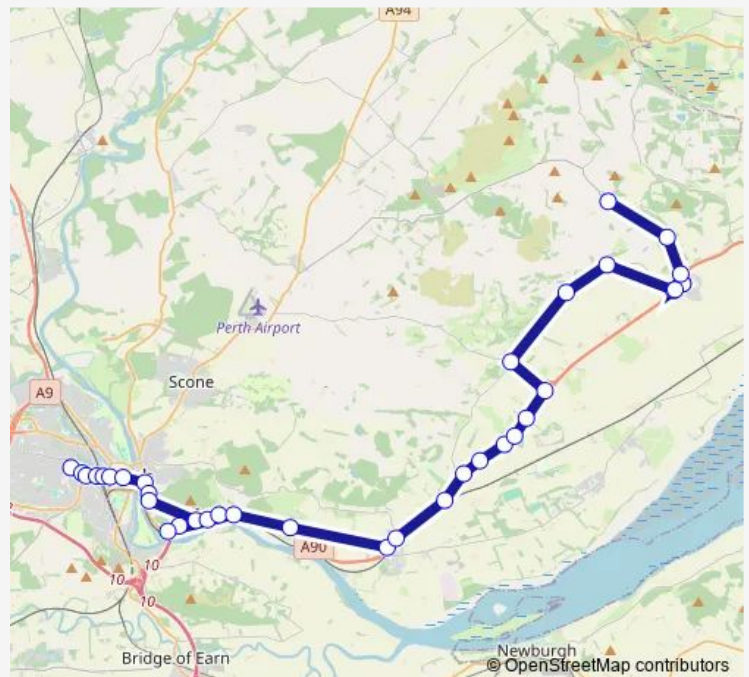 A94
Perth Airport
Scone
A9
A90
10
10
10
Bridge of Earn
Newburgh
© OpenStreetMap contributors